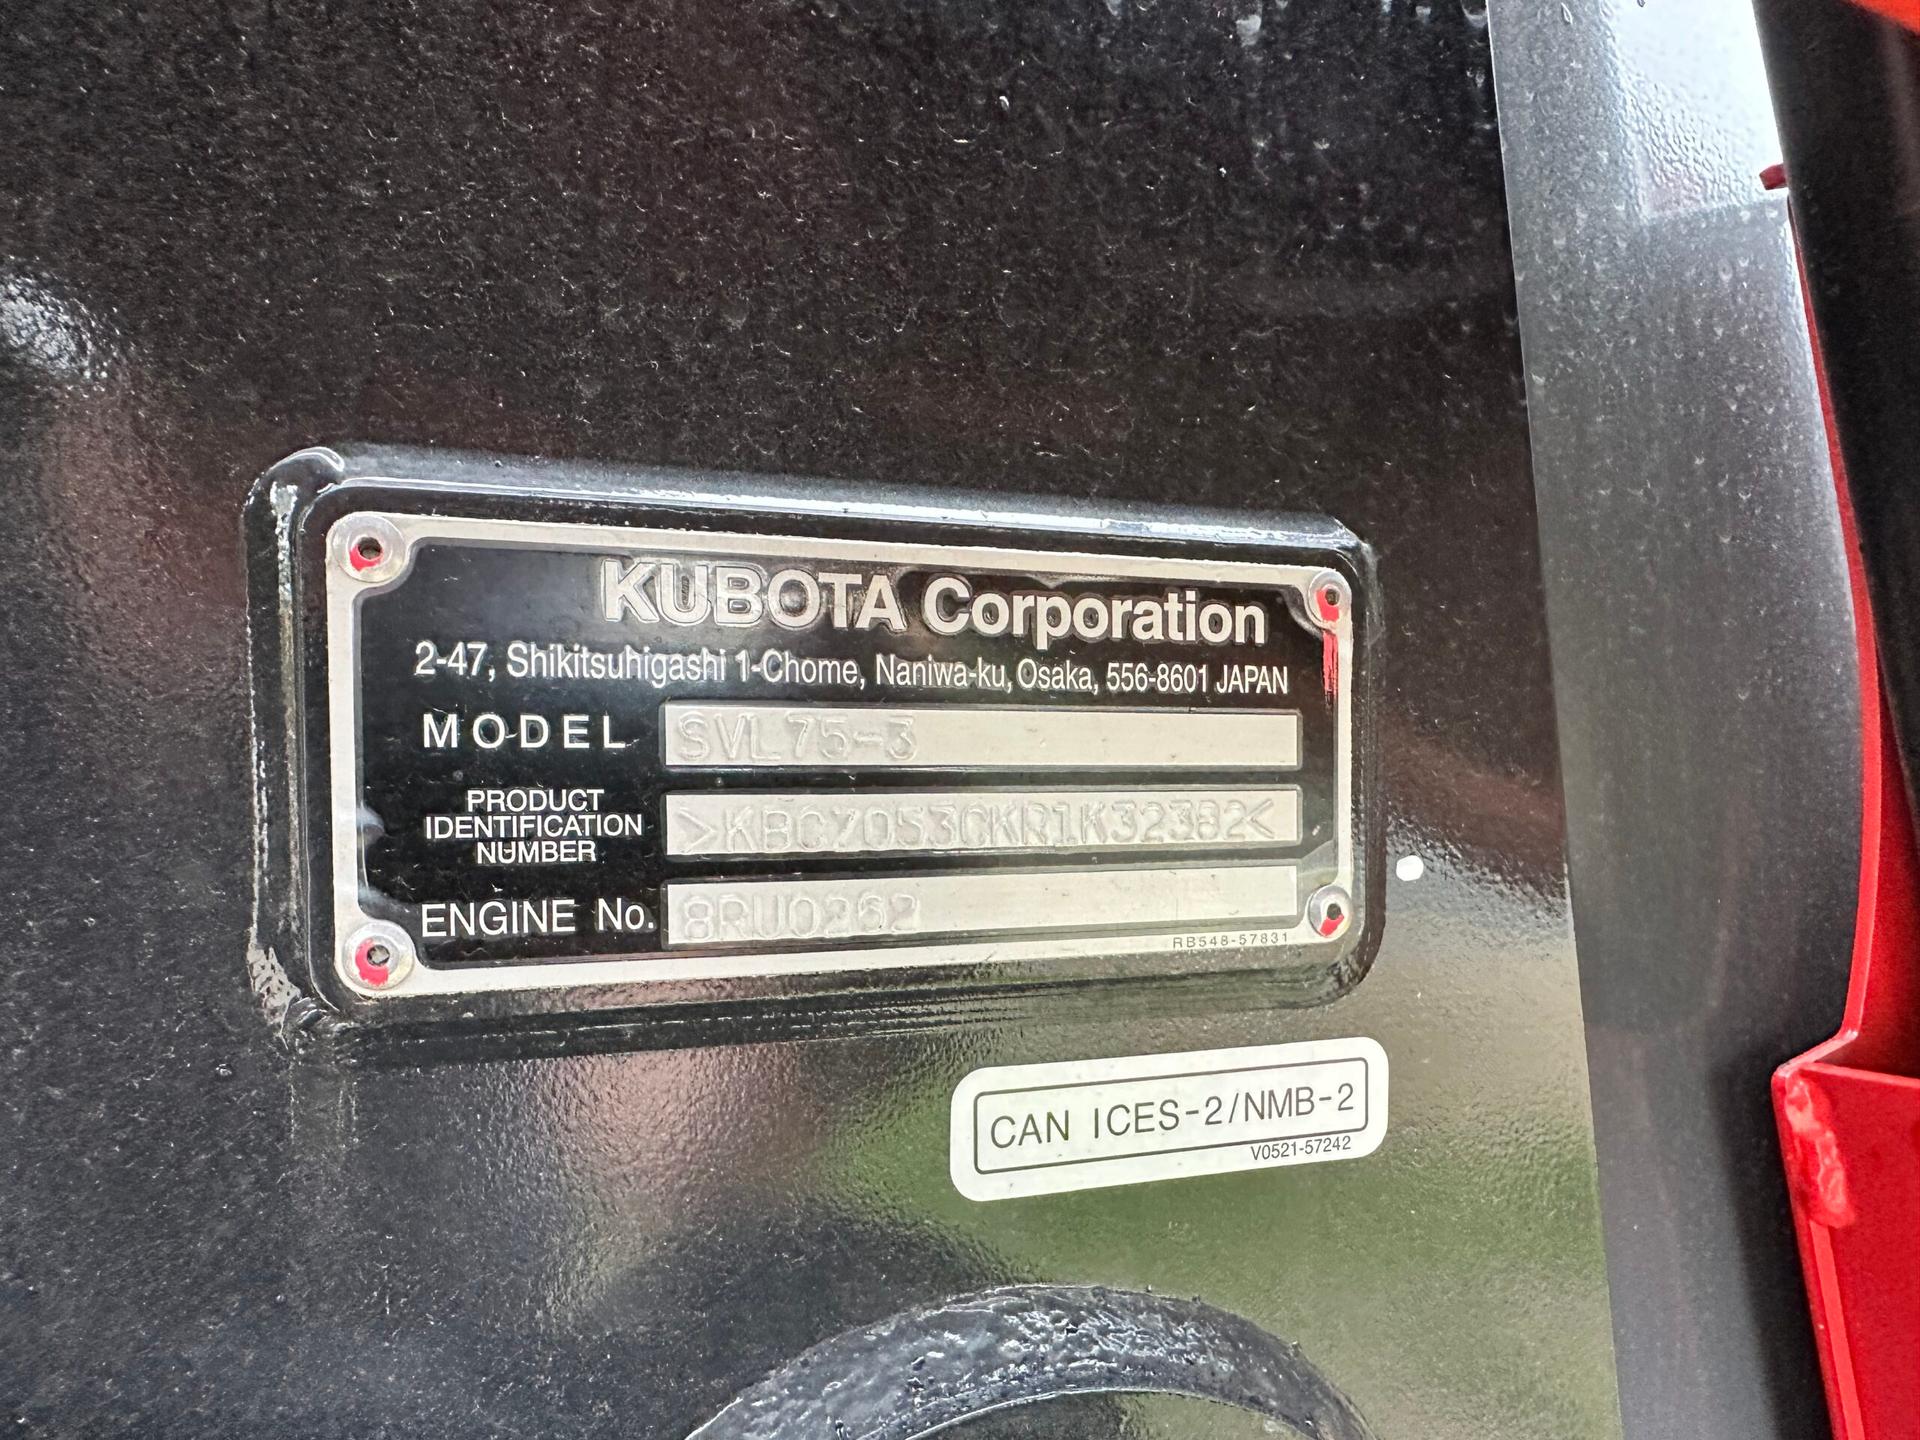 KUBOTA Corporation
2-47, Shikitsuhigashi 1-Chome, Naniwa-ku, Osaka, 556-8601 JAPAN
MODEL SVL75-3
PRODUCT
IDENTIFICATION
NUMBER
>KBCZ053CKR1K32382<
ENGINE No. 8RU0262
RB548-57831
CAN ICES-2/NMB-2
V0521-57242